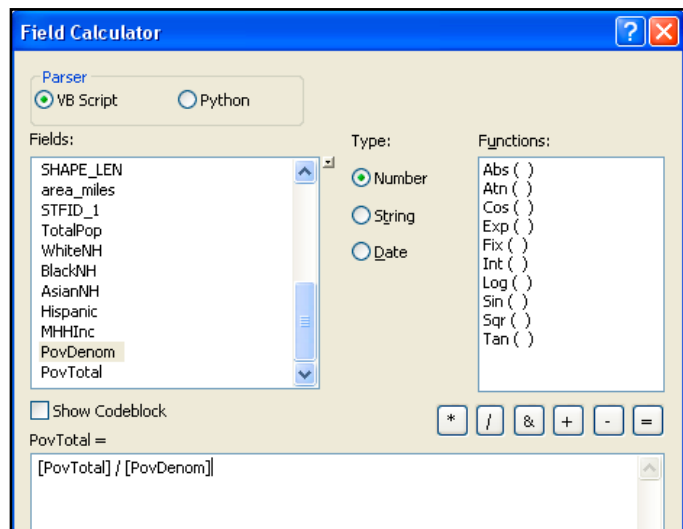 Field Calculator
Parser
VB Script
Python
Fields:
SHAPE_LEN
area_miles
STFID_1
TotalPop
WhiteNH
BlackNH
AsianNH
Hispanic
MHHInc
PovDenom
PovTotal
Type:
Number
String
Date
Functions:
Abs ( )
Atn ( )
Cos ( )
Exp ( )
Fix ( )
Int ( )
Log ( )
Sin ( )
Sqr ( )
Tan ( )
Show Codeblock
* / & + - =
PovTotal =
[PovTotal] / [PovDenom]